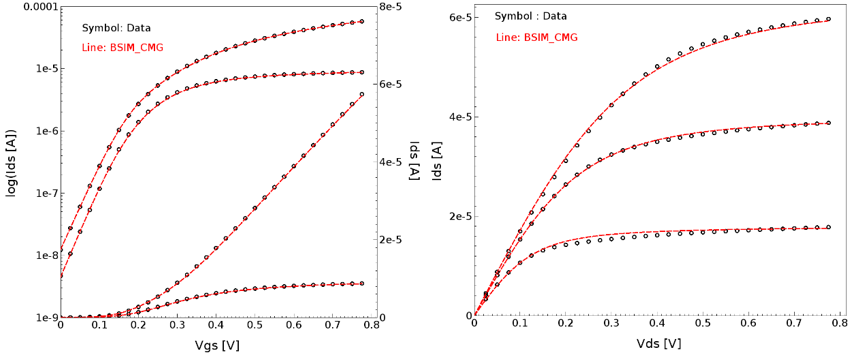 0.0001
1e-5
1e-6
1e-7
1e-8
1e-9
log(Ids [A])
Symbol: Data
Line: BSIM_CMG
8e-5
6e-5
4e-5
2e-5
0
Ids [A]
0 0.1 0.2 0.3 0.4 0.5 0.6 0.7 0.8
Vgs [V]
6e-5
4e-5
2e-5
0
Ids [A]
Symbol : Data
Line: BSIM_CMG
0 0.1 0.2 0.3 0.4 0.5 0.6 0.7 0.8
Vds [V]